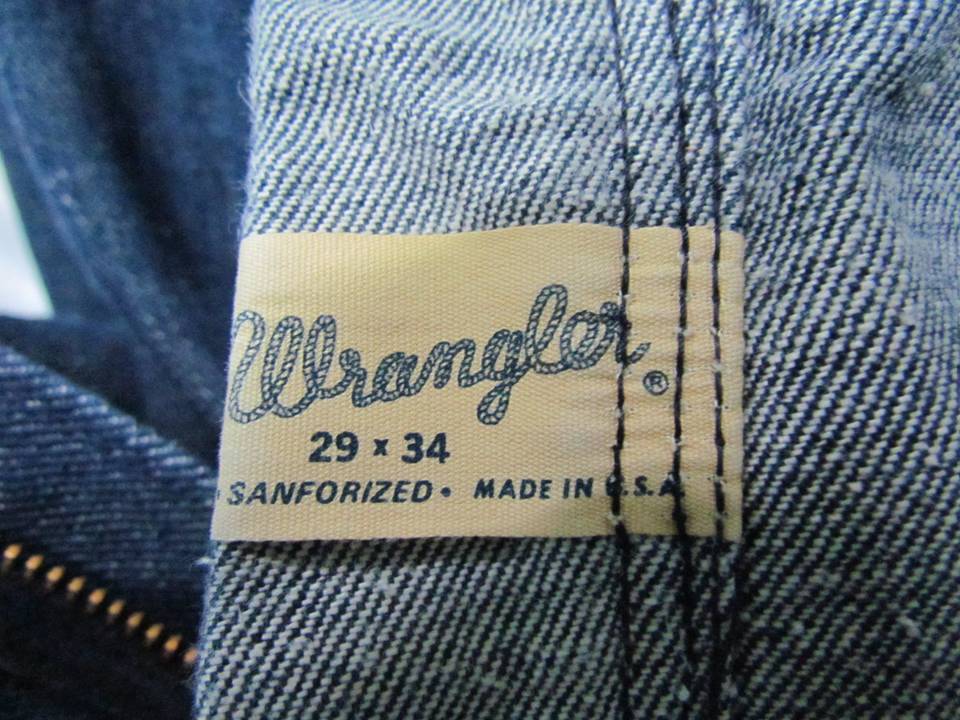 Wrangler ®
29 x 34
• SANFORIZED • MADE IN U.S.A.